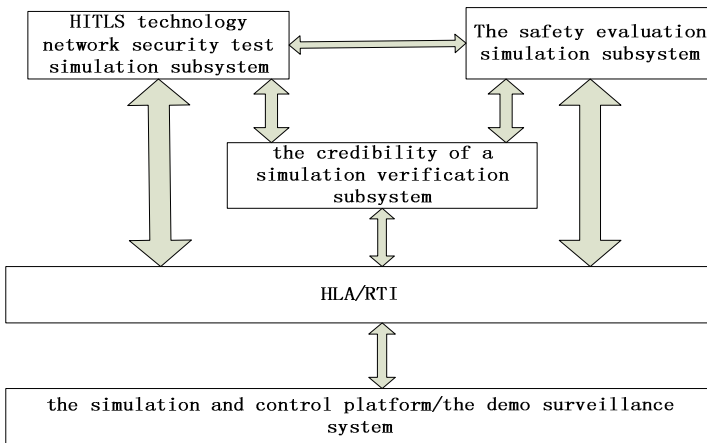 HITLS technology
network security test
simulation subsystem
The safety evaluation
simulation subsystem
the credibility of a
simulation verification
subsystem
HLA/RTI
the simulation and control platform/the demo surveillance
system